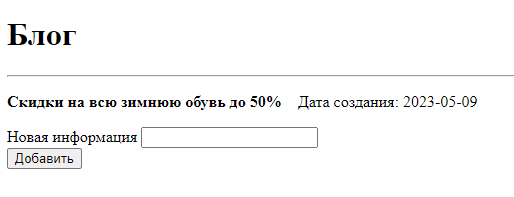 Блог
Скидки на всю зимнюю обувь до 50% Дата создания: 2023-05-09
Новая информация
Добавить